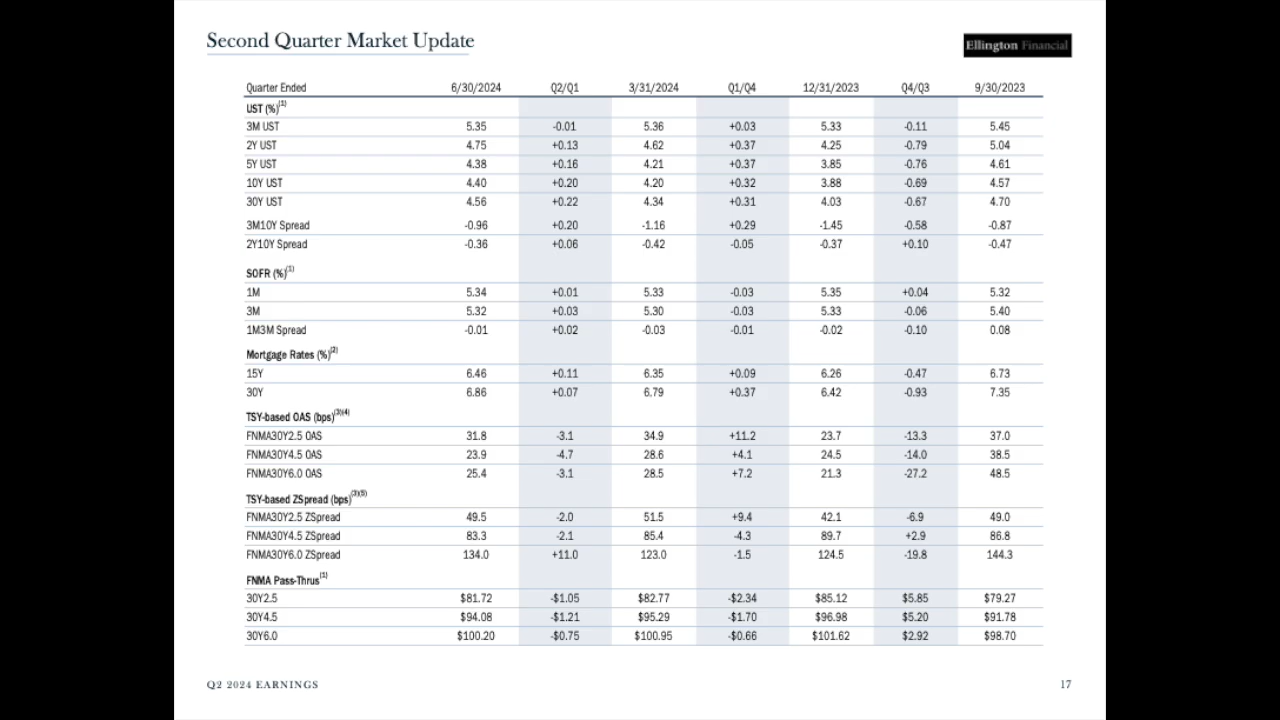 Second Quarter Market Update
Ellington Financial
Quarter Ended 6/30/2024 Q2/Q1 3/31/2024 Q1/Q4 12/31/2023 Q4/Q3 9/30/2023
UST (%)(1)
3M UST 5.35 -0.01 5.36 +0.03 5.33 -0.11 5.45
2Y UST 4.75 +0.13 4.62 +0.37 4.25 -0.79 5.04
5Y UST 4.38 +0.16 4.21 +0.37 3.85 -0.76 4.61
10Y UST 4.40 +0.20 4.20 +0.32 3.88 -0.69 4.57
30Y UST 4.56 +0.22 4.34 +0.31 4.03 -0.67 4.70
3M10Y Spread -0.96 +0.20 -1.16 +0.29 -1.45 -0.58 -0.87
2Y10Y Spread -0.36 +0.06 -0.42 -0.05 -0.37 +0.10 -0.47
SOFR (%)(1)
1M 5.34 +0.01 5.33 -0.03 5.35 +0.04 5.32
3M 5.32 +0.03 5.30 -0.03 5.33 -0.06 5.40
1M3M Spread -0.01 +0.02 -0.03 -0.01 -0.02 -0.10 0.08
Mortgage Rates (%)(2)
15Y 6.46 +0.11 6.35 +0.09 6.26 -0.47 6.73
30Y 6.86 +0.07 6.79 +0.37 6.42 -0.93 7.35
TSY-based OAS (bps)(3)(4)
FNMA30Y2.5 OAS 31.8 -3.1 34.9 +11.2 23.7 -13.3 37.0
FNMA30Y4.5 OAS 23.9 -4.7 28.6 +4.1 24.5 -14.0 38.5
FNMA30Y6.0 OAS 25.4 -3.1 28.5 +7.2 21.3 -27.2 48.5
TSY-based ZSpread (bps)(3)(5)
FNMA30Y2.5 ZSpread 49.5 -2.0 51.5 +9.4 42.1 -6.9 49.0
FNMA30Y4.5 ZSpread 83.3 -2.1 85.4 -4.3 89.7 +2.9 86.8
FNMA30Y6.0 ZSpread 134.0 +11.0 123.0 -1.5 124.5 -19.8 144.3
FNMA Pass-Thrus(1)
30Y2.5 $81.72 -$1.05 $82.77 -$2.34 $85.12 $5.85 $79.27
30Y4.5 $94.08 -$1.21 $95.29 -$1.70 $96.98 $5.20 $91.78
30Y6.0 $100.20 -$0.75 $100.95 -$0.66 $101.62 $2.92 $98.70
Q2 2024 EARNINGS
17